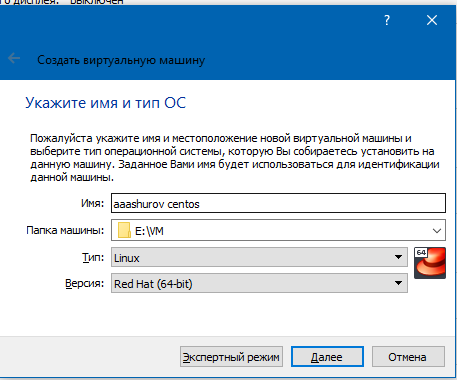 го дисплея: Выключен
?
Создать виртуальную машину
Укажите имя и тип ОС
Пожалуйста укажите имя и местоположение новой виртуальной машины и
выберите тип операционной системы, которую Вы собираетесь установить на
данную машину. Заданное Вами имя будет использоваться для идентификации
данной машины.
Имя: aaashurov centos
Папка машины: E:\VM
Тип: Linux
64
Версия: Red Hat (64-bit)
Экспертный режим Далее Отмена